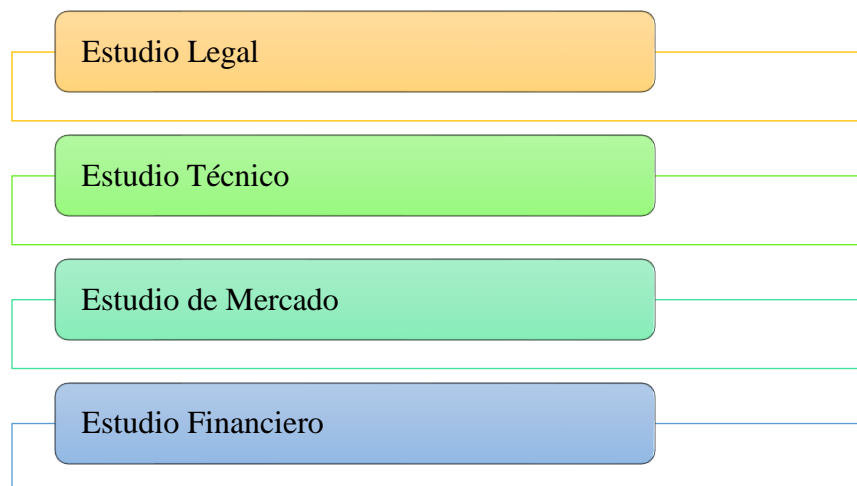 Estudio Legal
Estudio Técnico
Estudio de Mercado
Estudio Financiero